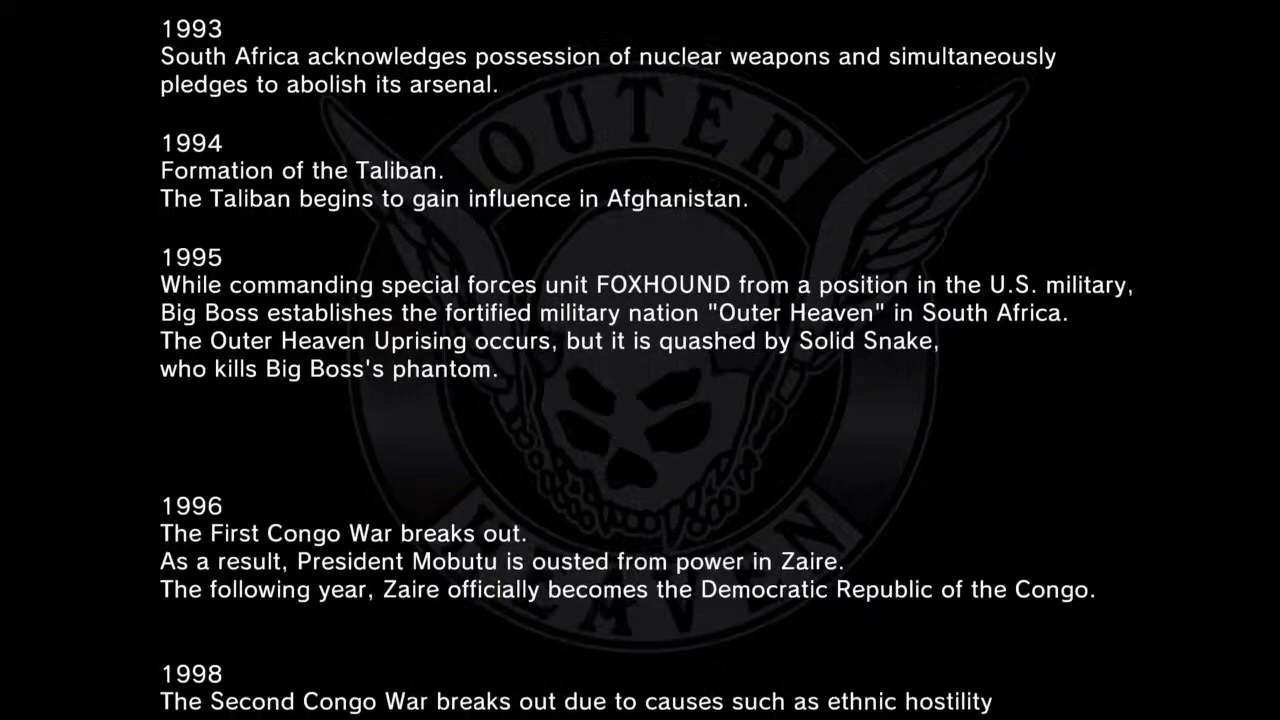 1993
South Africa acknowledges possession of nuclear weapons and simultaneously
pledges to abolish its arsenal.
1994
Formation of the Taliban.
The Taliban begins to gain influence in Afghanistan.
1995
While commanding special forces unit FOXHOUND from a position in the U.S. military,
Big Boss establishes the fortified military nation "Outer Heaven" in South Africa.
The Outer Heaven Uprising occurs, but it is quashed by Solid Snake,
who kills Big Boss's phantom.
1996
The First Congo War breaks out.
As a result, President Mobutu is ousted from power in Zaire.
The following year, Zaire officially becomes the Democratic Republic of the Congo.
1998
The Second Congo War breaks out due to causes such as ethnic hostility
OUTER
HEAVEN